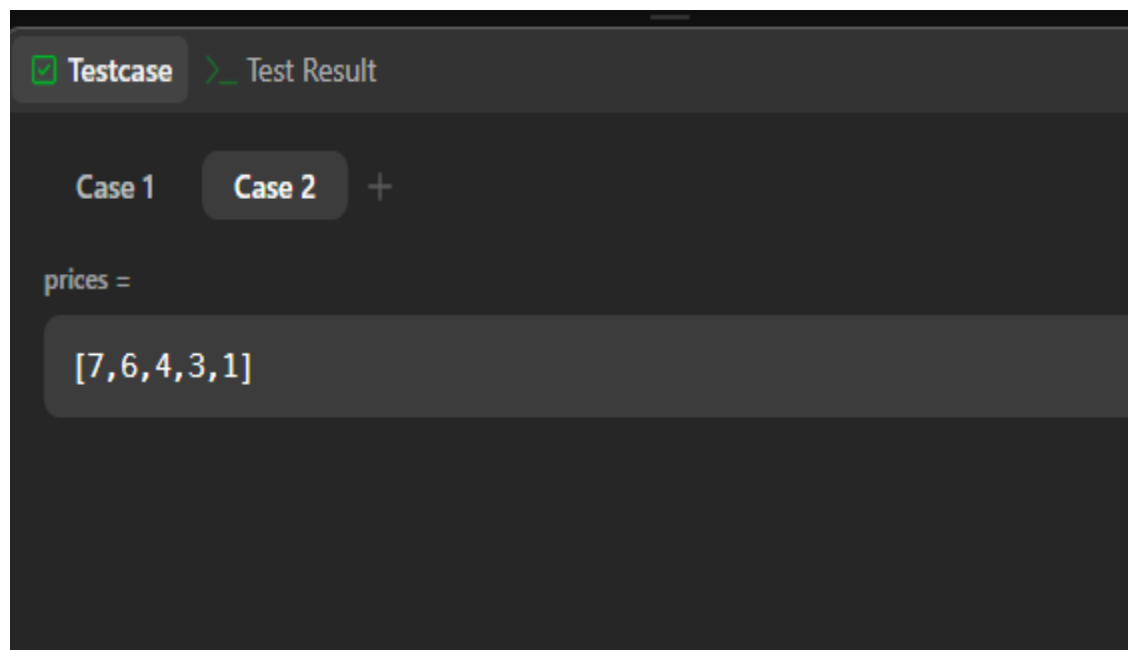 Testcase >_ Test Result
Case 1 Case 2 +
prices =
[7,6,4,3,1]